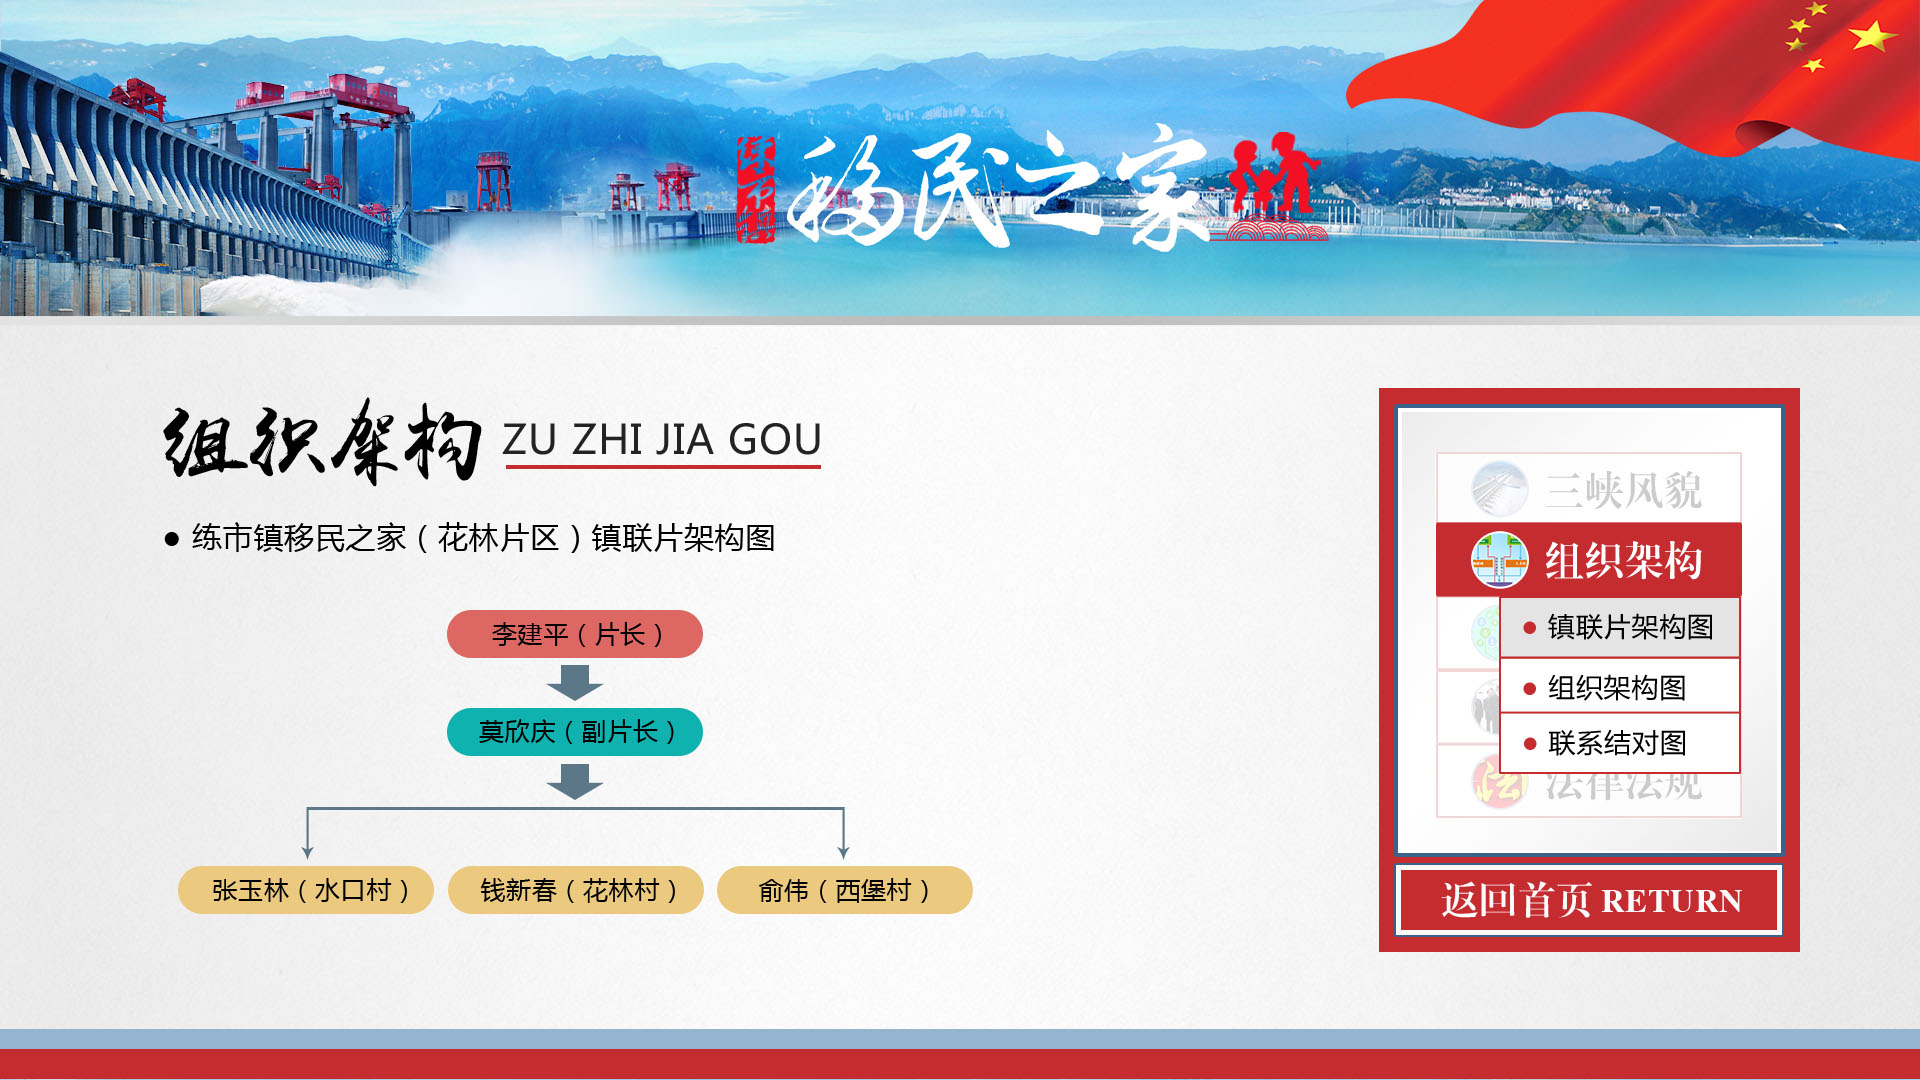 移民之家
组织架构 ZU ZHI JIA GOU
● 练市镇移民之家（花林片区）镇联片架构图
李建平（片长）
莫欣庆（副片长）
张玉林（水口村） 钱新春（花林村） 俞伟（西堡村）
三峡风貌
组织架构
● 镇联片架构图
● 组织架构图
● 联系结对图
法 法律法规
返回首页 RETURN